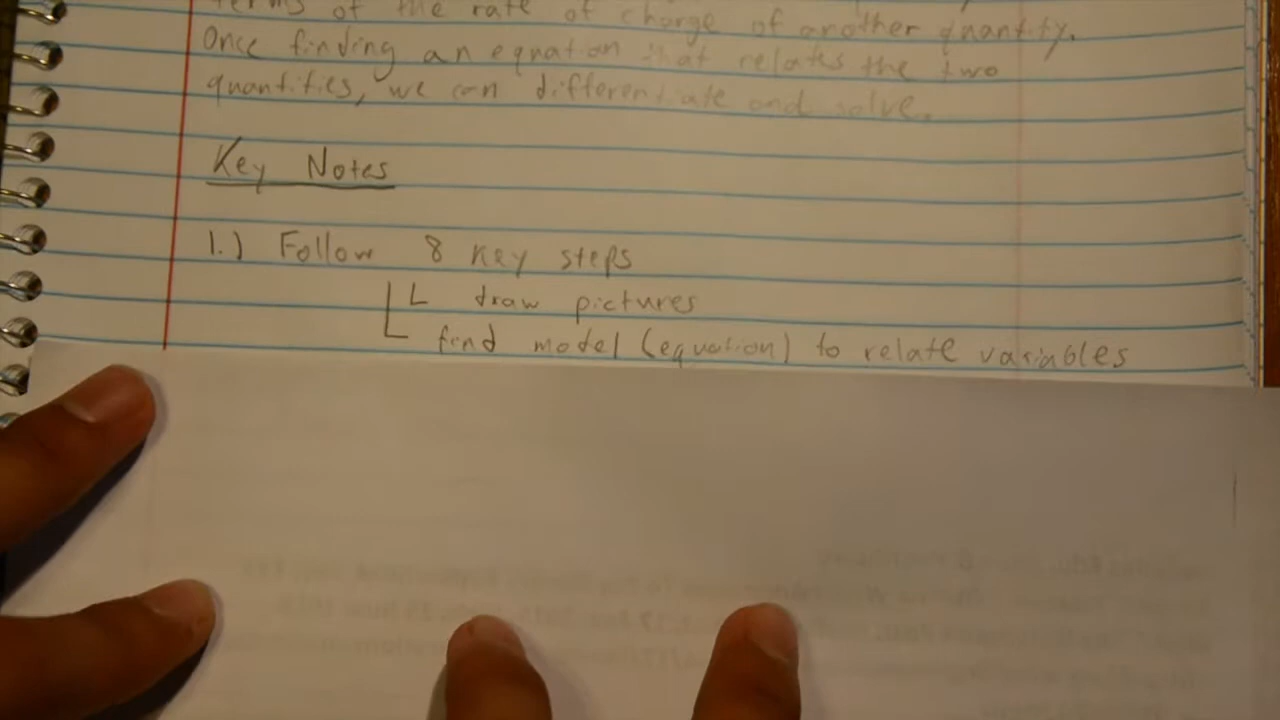 terms of the rate of change of another quantity.
Once finding an equation that relates the two
quantities, we can differentiate and solve.
Key Notes
1.) Follow 8 key steps
draw pictures
find model (equation) to relate variables